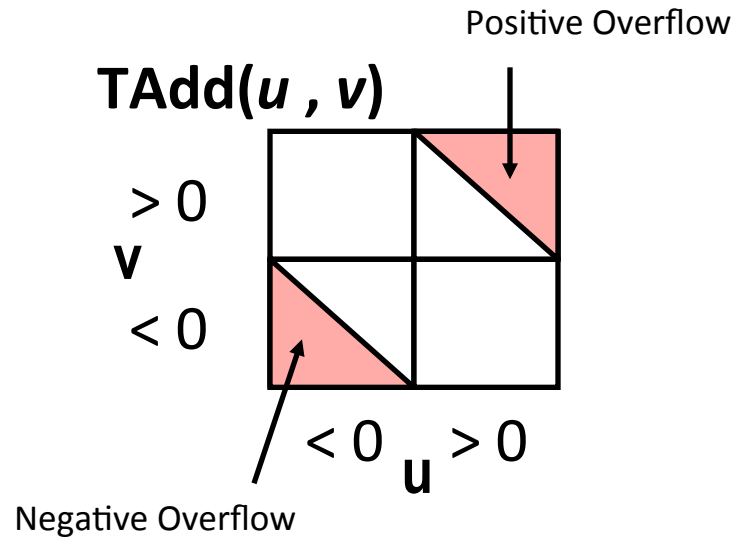 Positive Overflow
TAdd(u , v)
> 0
v
< 0
< 0 u > 0
Negative Overflow